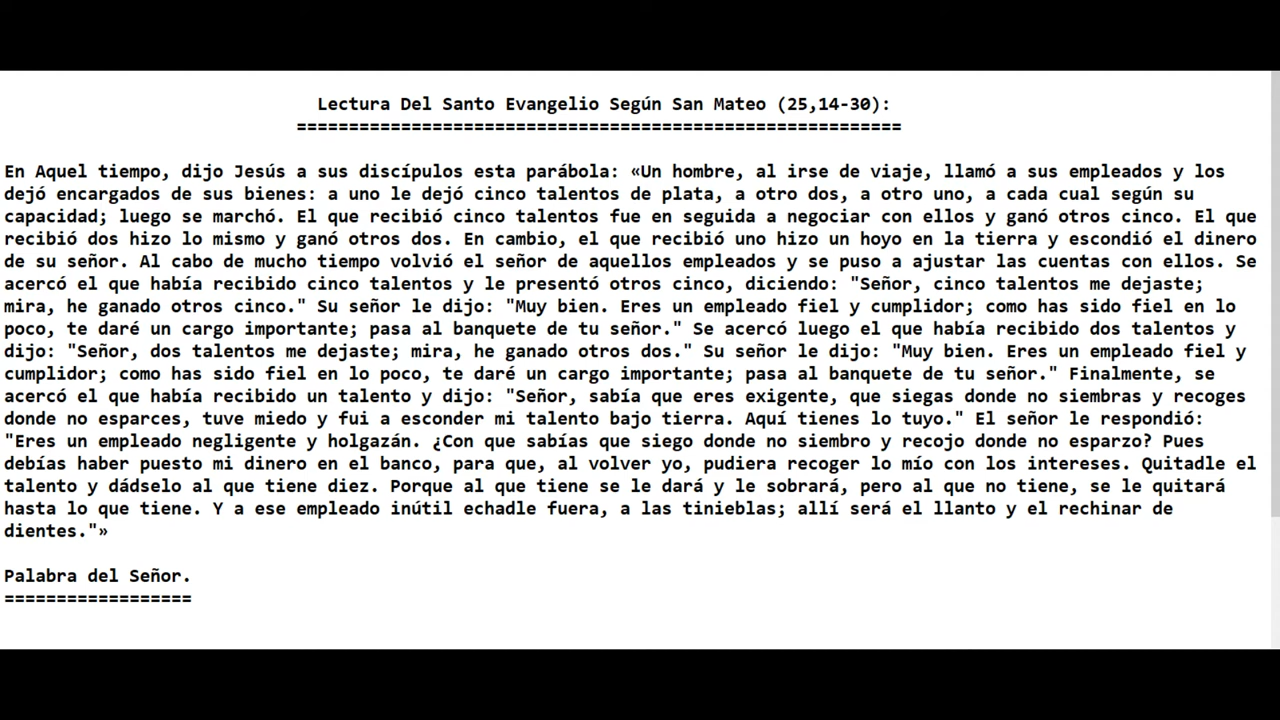 Lectura Del Santo Evangelio Según San Mateo (25,14-30):
==========================================================
En Aquel tiempo, dijo Jesús a sus discípulos esta parábola: «Un hombre, al irse de viaje, llamó a sus empleados y los
dejó encargados de sus bienes: a uno le dejó cinco talentos de plata, a otro dos, a otro uno, a cada cual según su
capacidad; luego se marchó. El que recibió cinco talentos fue en seguida a negociar con ellos y ganó otros cinco. El que
recibió dos hizo lo mismo y ganó otros dos. En cambio, el que recibió uno hizo un hoyo en la tierra y escondió el dinero
de su señor. Al cabo de mucho tiempo volvió el señor de aquellos empleados y se puso a ajustar las cuentas con ellos. Se
acercó el que había recibido cinco talentos y le presentó otros cinco, diciendo: "Señor, cinco talentos me dejaste;
mira, he ganado otros cinco." Su señor le dijo: "Muy bien. Eres un empleado fiel y cumplidor; como has sido fiel en lo
poco, te daré un cargo importante; pasa al banquete de tu señor." Se acercó luego el que había recibido dos talentos y
dijo: "Señor, dos talentos me dejaste; mira, he ganado otros dos." Su señor le dijo: "Muy bien. Eres un empleado fiel y
cumplidor; como has sido fiel en lo poco, te daré un cargo importante; pasa al banquete de tu señor." Finalmente, se
acercó el que había recibido un talento y dijo: "Señor, sabía que eres exigente, que siegas donde no siembras y recoges
donde no esparces, tuve miedo y fui a esconder mi talento bajo tierra. Aquí tienes lo tuyo." El señor le respondió:
"Eres un empleado negligente y holgazán. ¿Con que sabías que siego donde no siembro y recojo donde no esparzo? Pues
debías haber puesto mi dinero en el banco, para que, al volver yo, pudiera recoger lo mío con los intereses. Quitadle el
talento y dádselo al que tiene diez. Porque al que tiene se le dará y le sobrará, pero al que no tiene, se le quitará
hasta lo que tiene. Y a ese empleado inútil echadle fuera, a las tinieblas; allí será el llanto y el rechinar de
dientes."»
Palabra del Señor.
==================